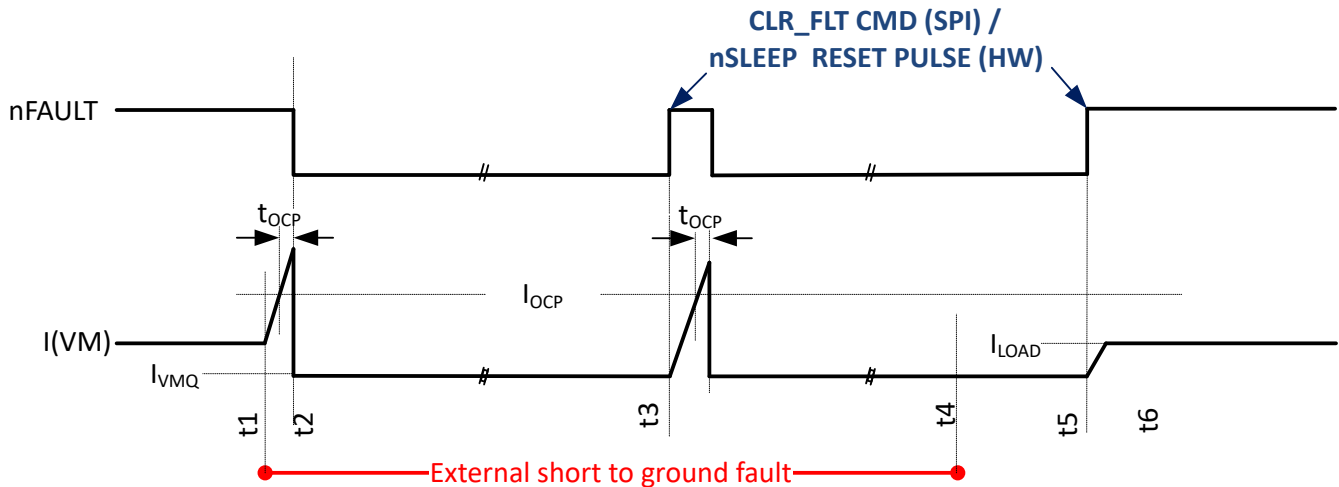 CLR_FLT CMD (SPI) /
nSLEEP RESET PULSE (HW)
nFAULT
//
//
tOCP
tOCP
IOCP
I(VM)
ILOAD
IVMQ
//
//
t1
t2
t3
t4
t5
t6
External short to ground fault